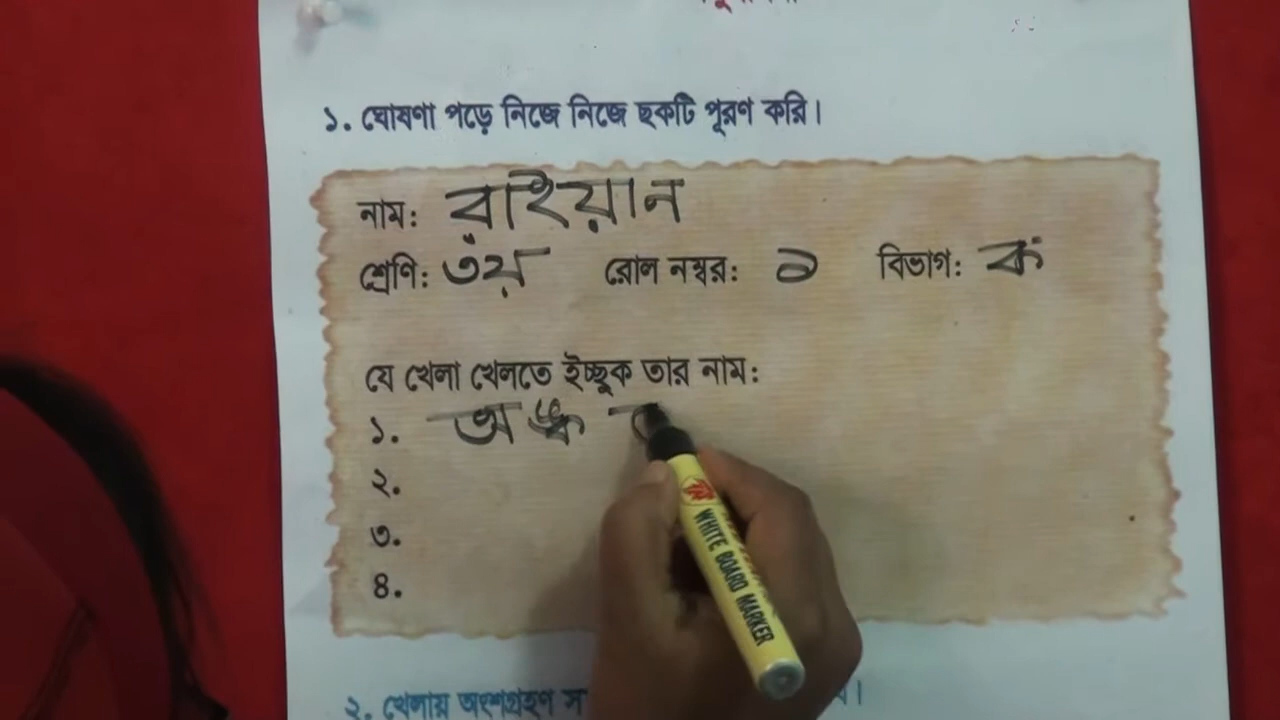 ১. ঘোষণা পড়ে নিজে নিজে ছকটি পূরণ করি।
নাম: রাইয়ান
শ্রেণি: ৩য় রোল নম্বর: ১ বিভাগ: ক
যে খেলা খেলতে ইচ্ছুক তার নাম:
১. অঙ্ক
২.
৩.
৪.
WHITE BOARD MARKER
২. খেলায় অংশগ্রহণ